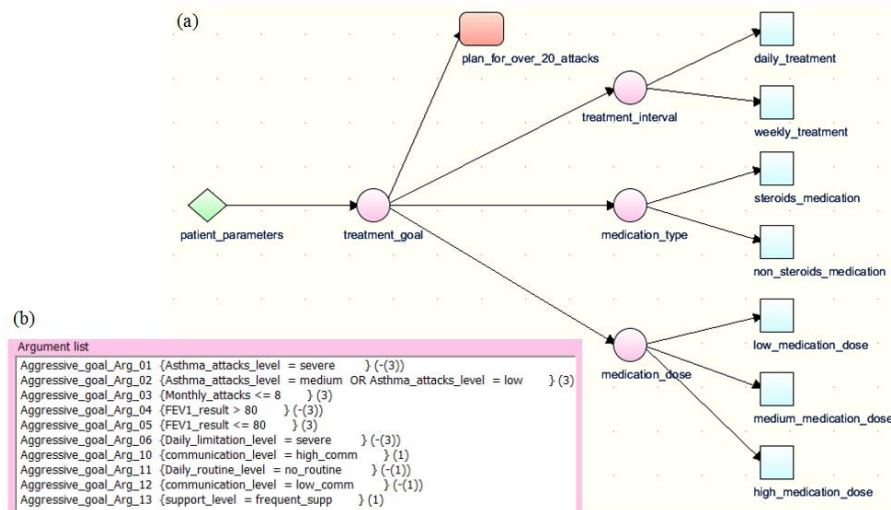 (a)
plan_for_over_20_attacks
daily_treatment
treatment_interval
weekly_treatment
steroids_medication
patient_parameters
treatment_goal
medication_type
non_steroids_medication
(b)
low_medication_dose
medication_dose
medium_medication_dose
high_medication_dose
Argument list
Aggressive_goal_Arg_01 {Asthma_attacks_level = severe } (-(3))
Aggressive_goal_Arg_02 {Asthma_attacks_level = medium OR Asthma_attacks_level = low } (3)
Aggressive_goal_Arg_03 {Monthly_attacks <= 8 } (3)
Aggressive_goal_Arg_04 {FEV1_result > 80 } (-(3))
Aggressive_goal_Arg_05 {FEV1_result <= 80 } (3)
Aggressive_goal_Arg_06 {Daily_limitation_level = severe } (-(3))
Aggressive_goal_Arg_10 {communication_level = high_comm } (1)
Aggressive_goal_Arg_11 {Daily_routine_level = no_routine } (-(1))
Aggressive_goal_Arg_12 {communication_level = low_comm } (-(1))
Aggressive_goal_Arg_13 {support_level = frequent_supp } (1)